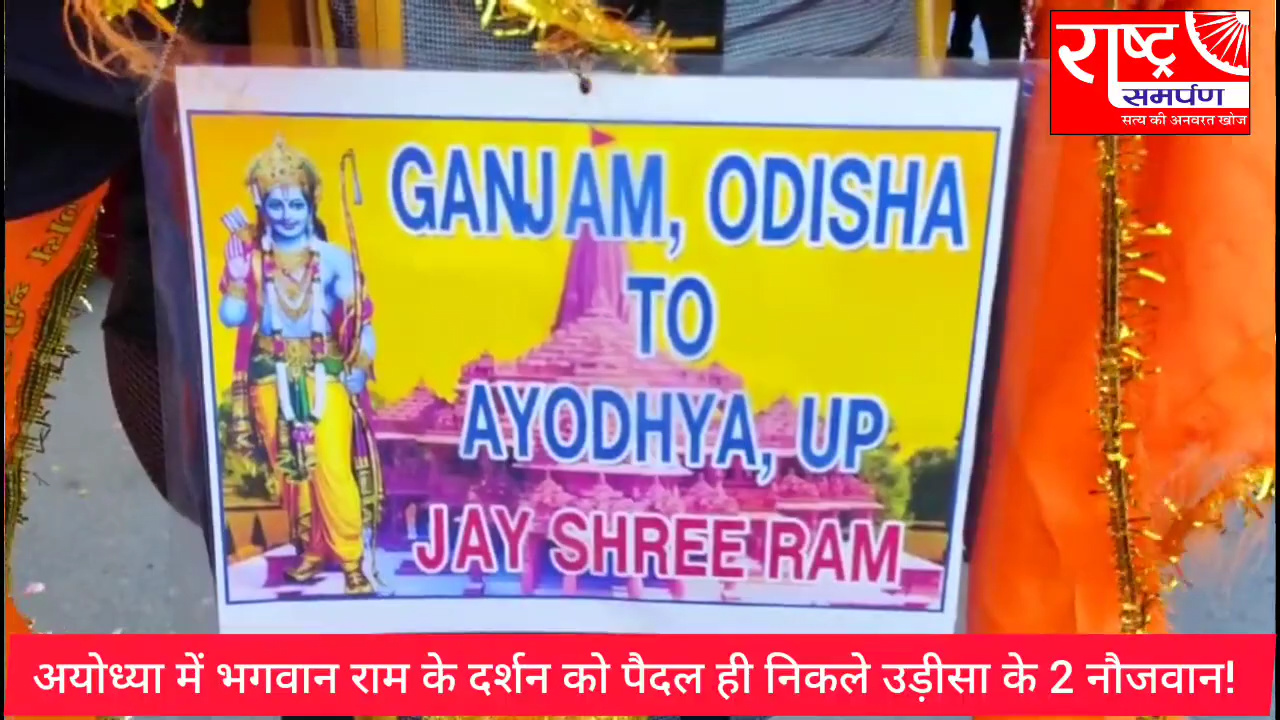 राष्ट्र
समर्पण
सत्य की अनवरत खोज
GANJAM, ODISHA
TO
AYODHYA, UP
JAY SHREE RAM
अयोध्या में भगवान राम के दर्शन को पैदल ही निकले उड़ीसा के 2 नौजवान!